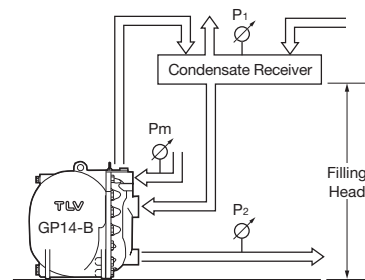 P1
Condensate Receiver
Pm
Filling
Head
TLV
GP14-B
P2